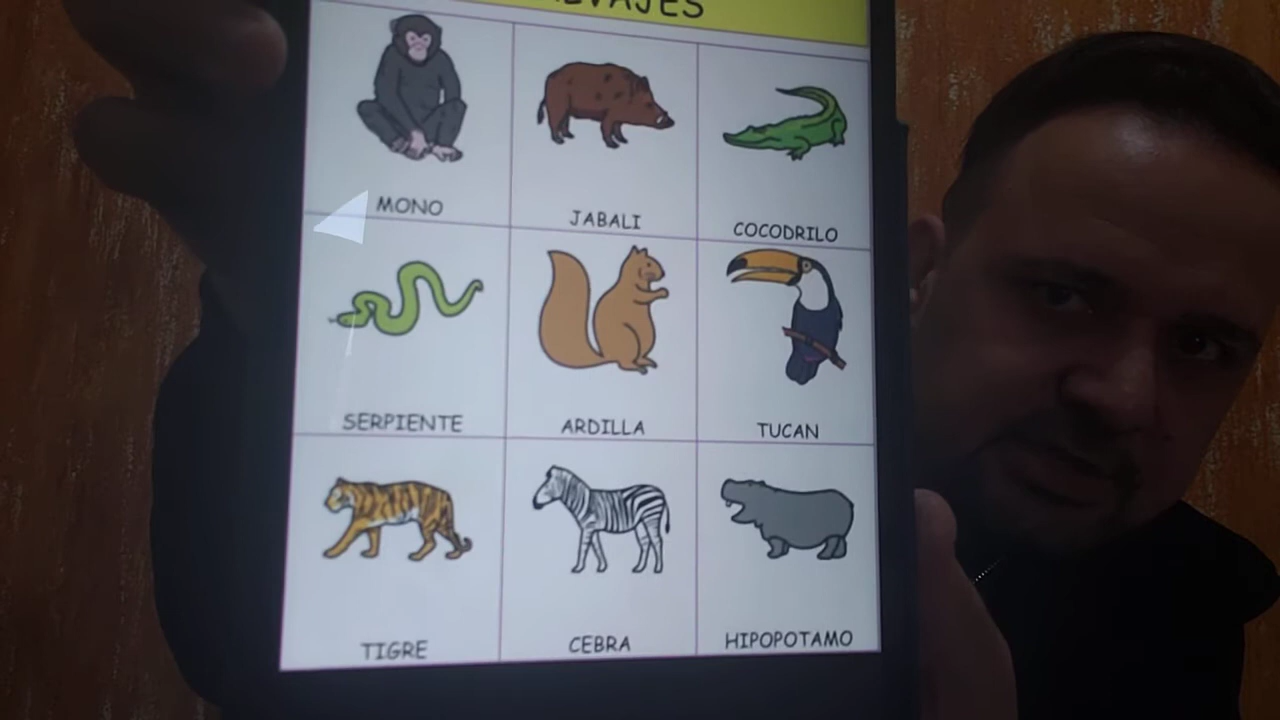 MONO JABALI COCODRILO
SERPIENTE ARDILLA TUCAN
TIGRE CEBRA HIPOPOTAMO